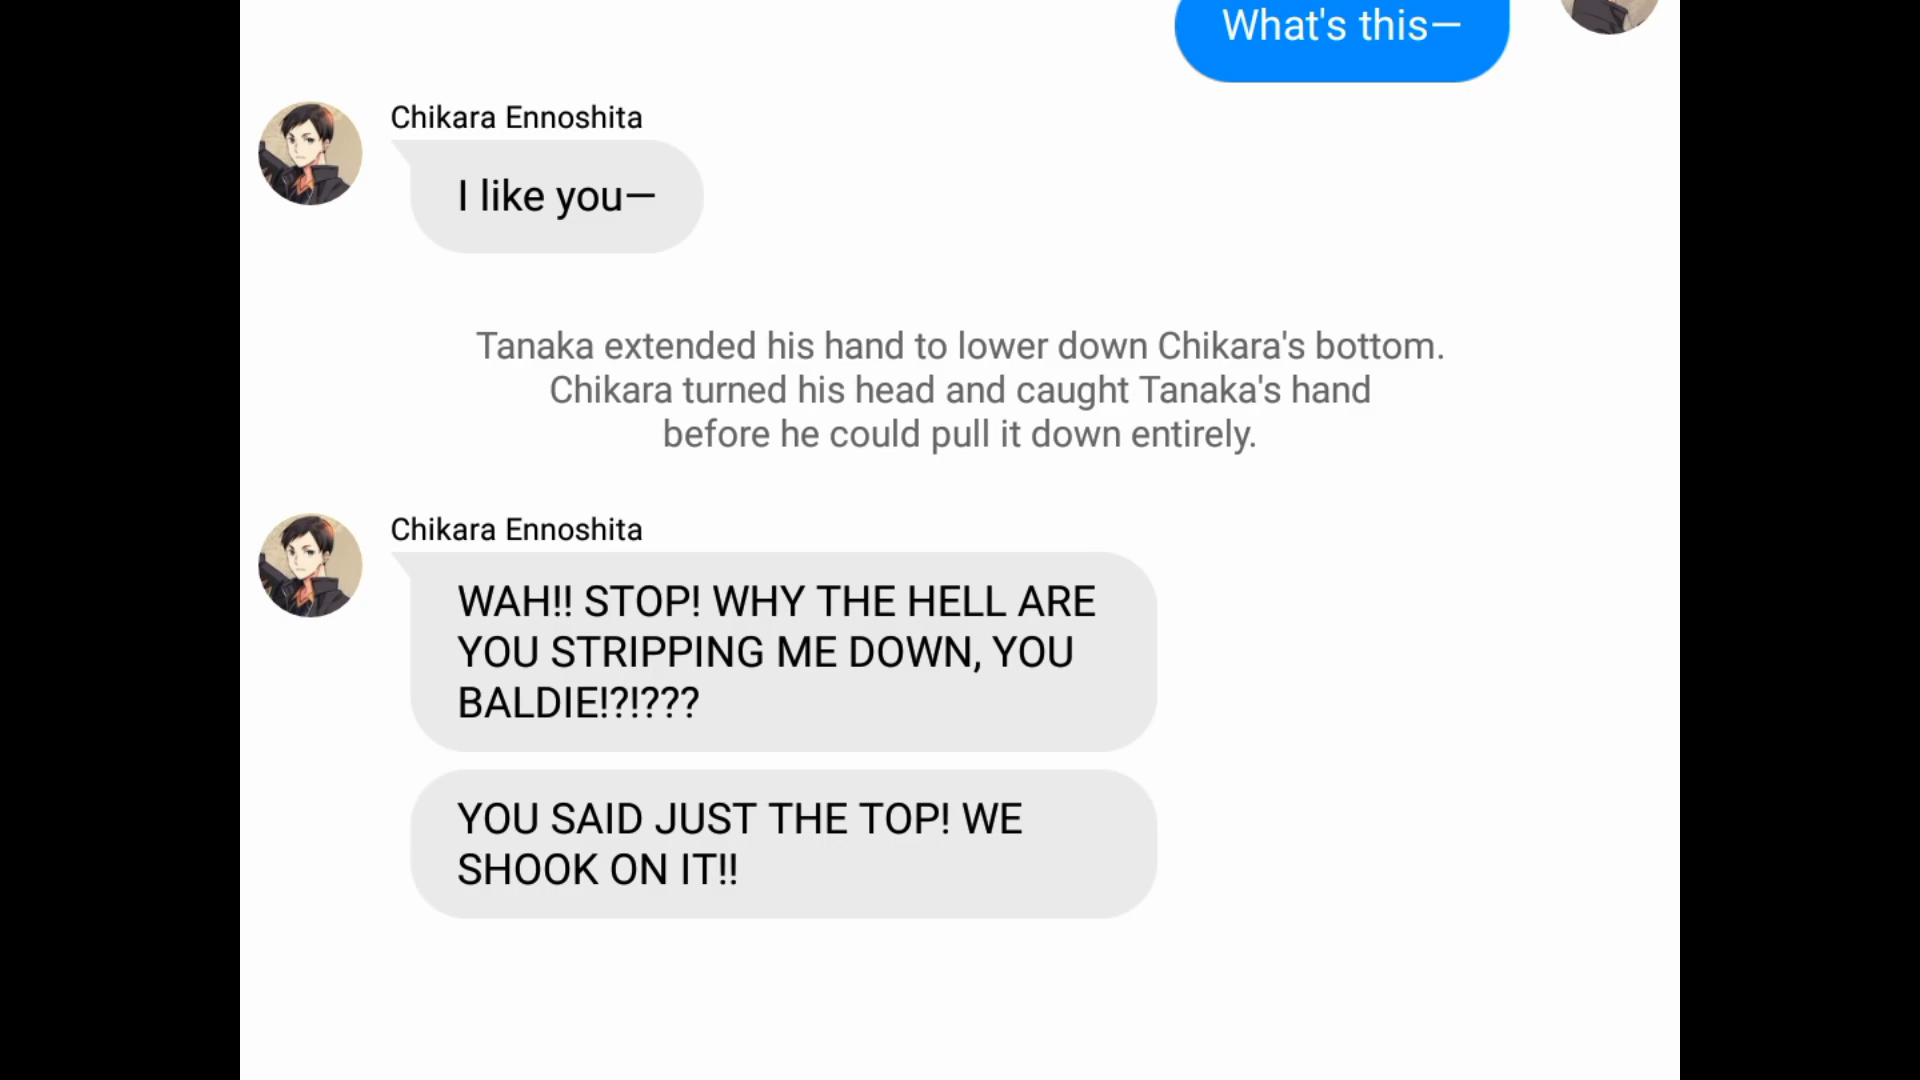 What's this—
Chikara Ennoshita
I like you—
Tanaka extended his hand to lower down Chikara's bottom.
Chikara turned his head and caught Tanaka's hand
before he could pull it down entirely.
Chikara Ennoshita
WAH!! STOP! WHY THE HELL ARE
YOU STRIPPING ME DOWN, YOU
BALDIE!?!???
YOU SAID JUST THE TOP! WE
SHOOK ON IT!!